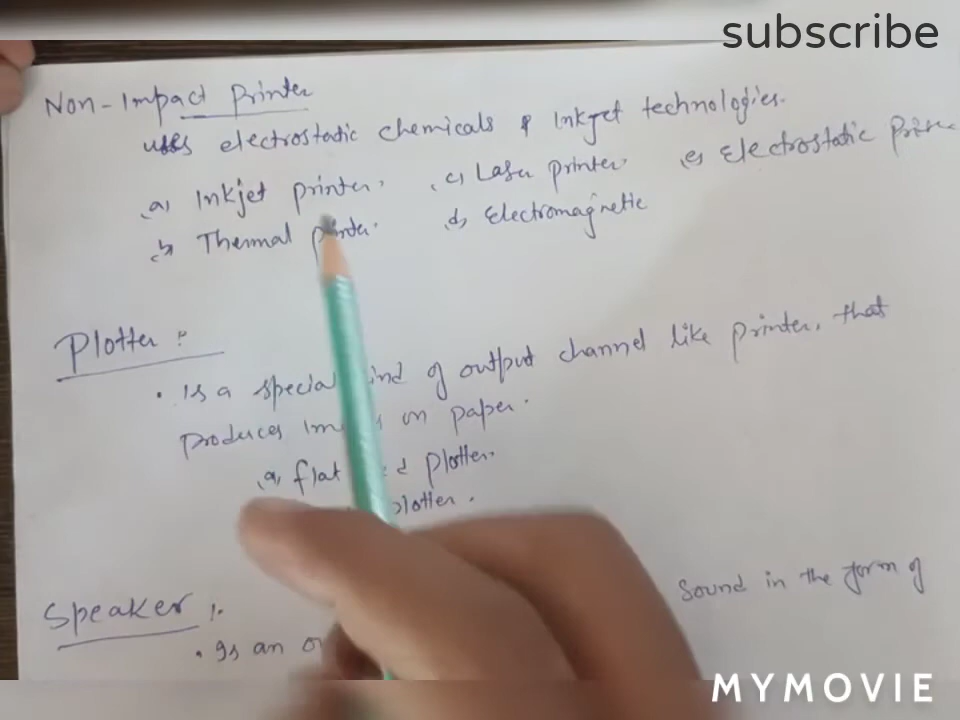 subscribe
Non-Impact Printer
uses electrostatic chemicals & Inkjet technologies.
(a) Inkjet printer. (c) Laser printer. (e) Electrostatic
(b) Thermal printer. (d) Electromagnetic
Plotter :
• Is a special kind of output channel like printer, that
produces on paper.
(a) flat plotter.
plotter.
Speaker :-
• Is an Sound in the form of
MYMOVIE